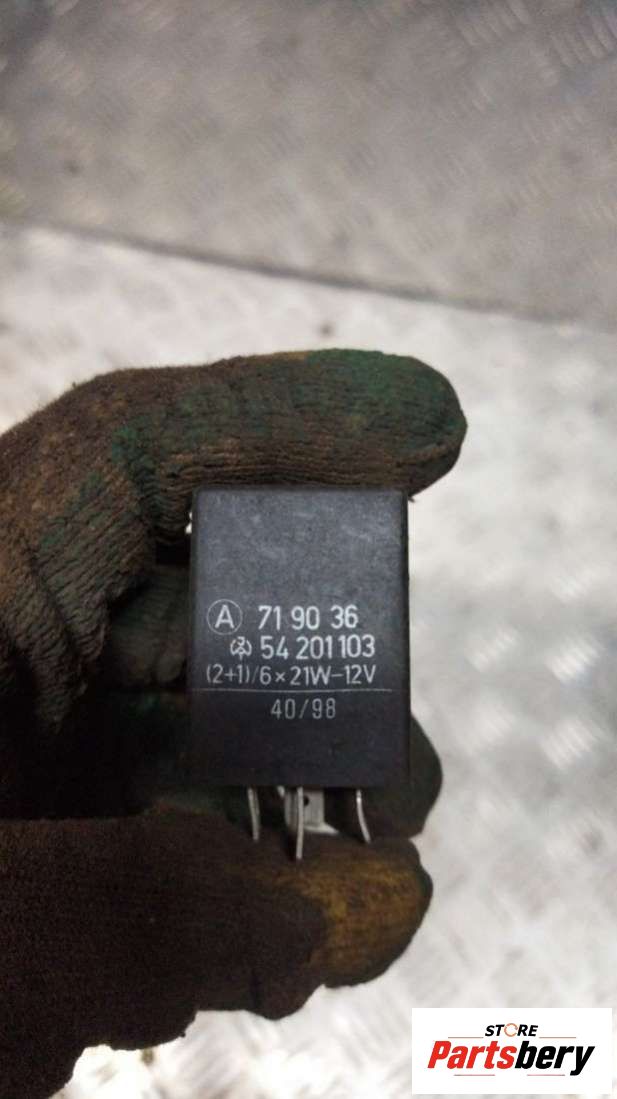 A 71 90 36
54 201 103
(2+1)/6×21W-12V
40/98
STORE
Partsbery